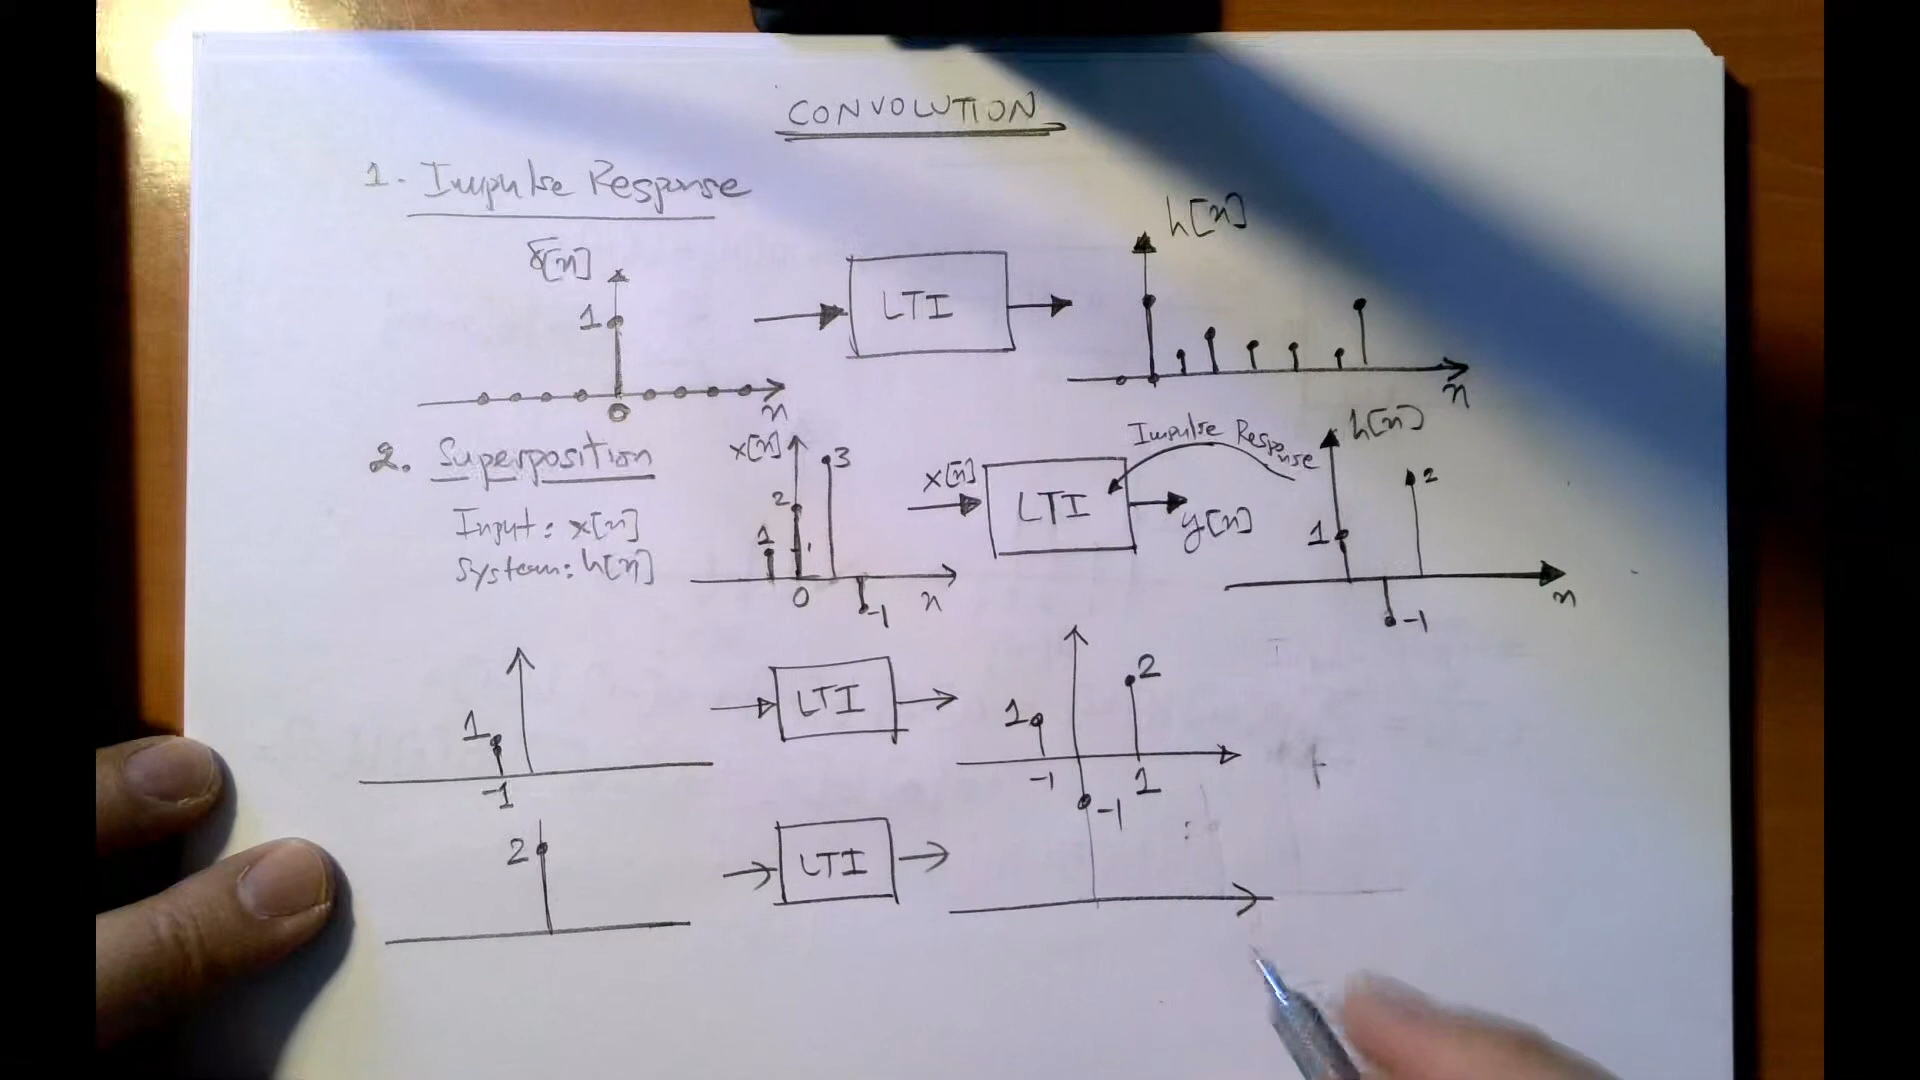 CONVOLUTION
1. Impulse Response
δ[n]
1
0
n
LTI
h[n]
n
2. Superposition
Input: x[n]
System: h[n]
x[n]
1
2
3
-1
0
n
x[n]
LTI
y[n]
Impulse Response
h[n]
1
2
-1
n
1
-1
LTI
1
2
-1
-1
1
2
LTI